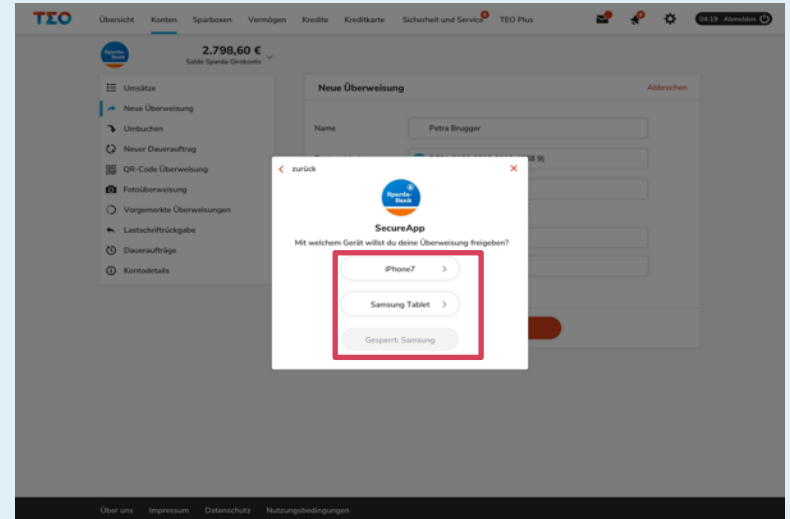 TEO
Übersicht Konten Sparboxen Vermögen Kredite Kreditkarte Sicherheit und Service TEO Plus
04:19 Abmelden
Sparda-Bank
2.798,60 €
Saldo Sparda Girokonto
Umsätze
Neue Überweisung
Umbuchen
Neuer Dauerauftrag
QR-Code Überweisung
Fotoüberweisung
Vorgemerkte Überweisungen
Lastschriftrückgabe
Daueraufträge
Kontodetails
Neue Überweisung
Abbrechen
Name
Petra Brugger
zurück
Sparda-
Bank
SecureApp
Mit welchem Gerät willst du deine Überweisung freigeben?
iPhone7
Samsung Tablet
Gesperrt: Samsung
Über uns Impressum Datenschutz Nutzungsbedingungen